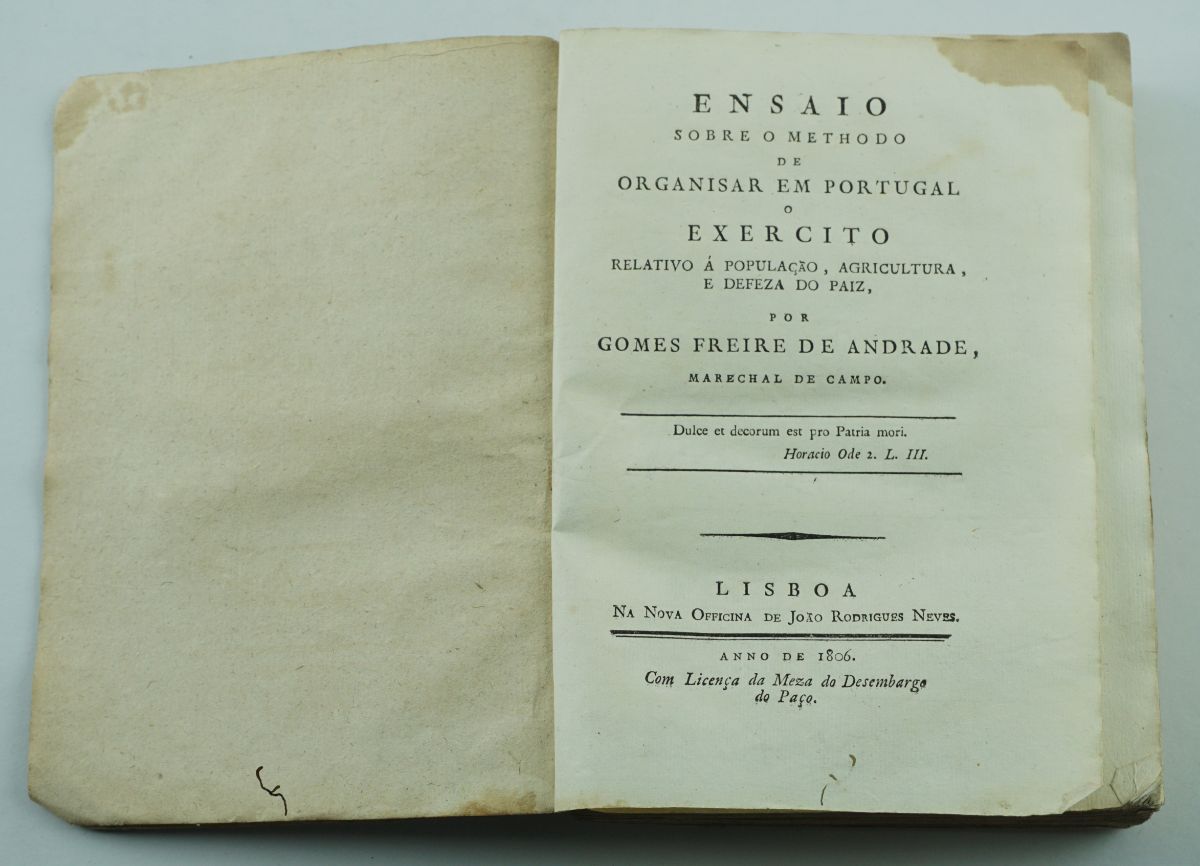 ENSAIO
SOBRE O METHODO
DE
ORGANISAR EM PORTUGAL
O
EXERCITO
RELATIVO Á POPULAÇÃO, AGRICULTURA,
E DEFEZA DO PAIZ,
POR
GOMES FREIRE DE ANDRADE,
MARECHAL DE CAMPO.
Dulce et decorum est pro Patria mori.
Horacio Ode 2. L. III.
LISBOA
NA NOVA OFFICINA DE JOÃO RODRIGUES NEVES.
ANNO DE 1806.
Com Licença da Meza do Desembargo
do Paço.